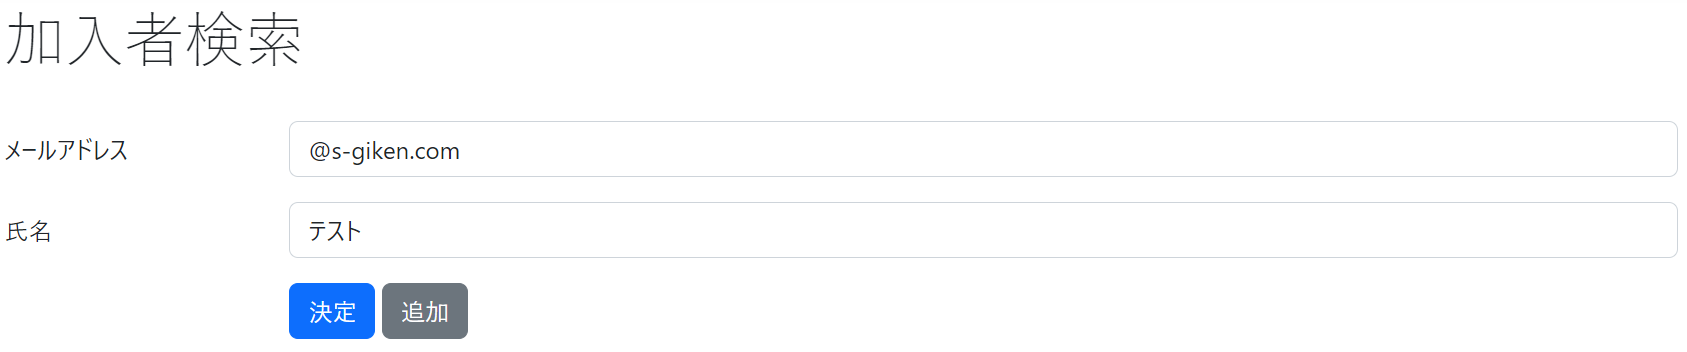 加入者検索
メールアドレス
@s-giken.com
氏名
テスト
決定 追加